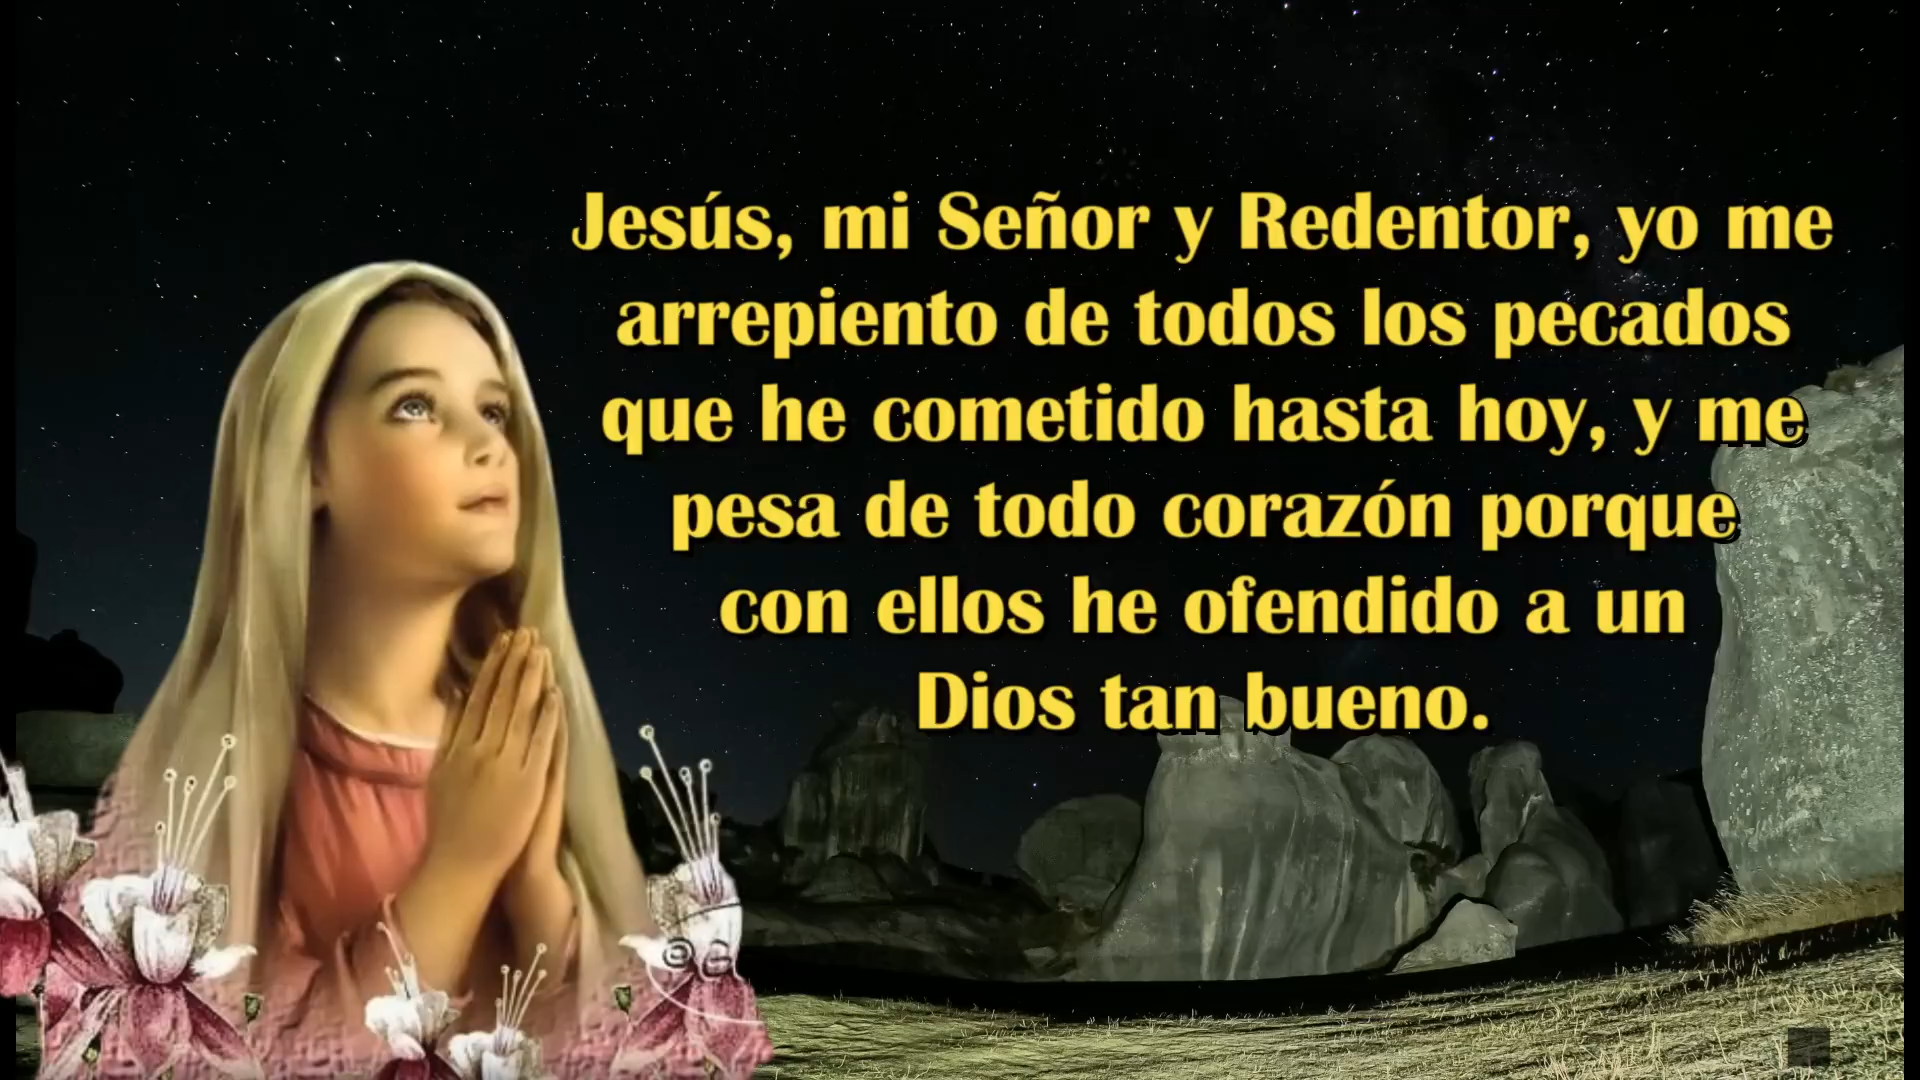 Jesús, mi Señor y Redentor, yo me
arrepiento de todos los pecados
que he cometido hasta hoy, y me
pesa de todo corazón porque
con ellos he ofendido a un
Dios tan bueno.